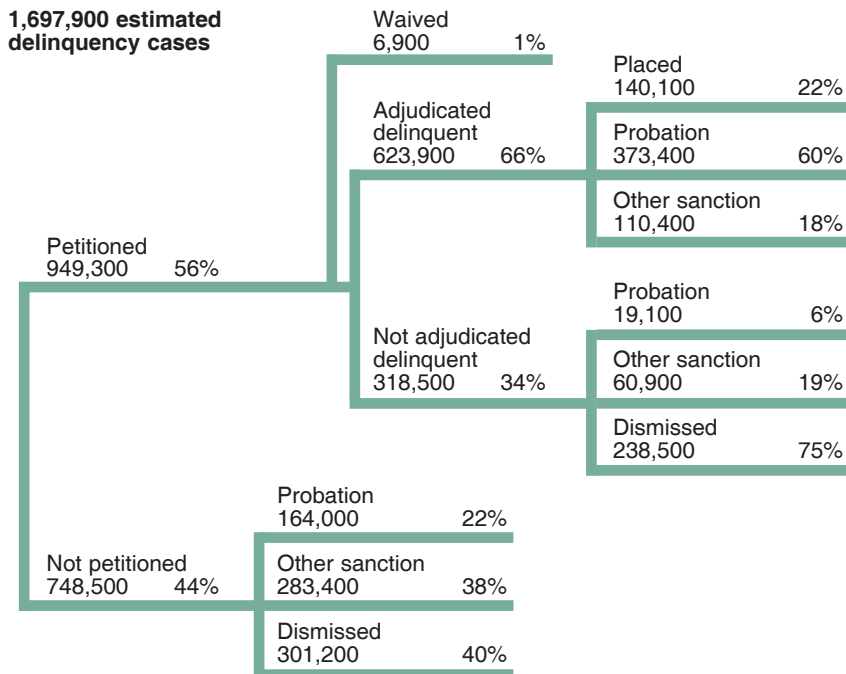 1,697,900 estimated
delinquency cases
Waived
6,900 1%
Adjudicated
delinquent
623,900 66%
Placed
140,100 22%
Probation
373,400 60%
Other sanction
110,400 18%
Petitioned
949,300 56%
Not adjudicated
delinquent
318,500 34%
Probation
19,100 6%
Other sanction
60,900 19%
Dismissed
238,500 75%
Not petitioned
748,500 44%
Probation
164,000 22%
Other sanction
283,400 38%
Dismissed
301,200 40%